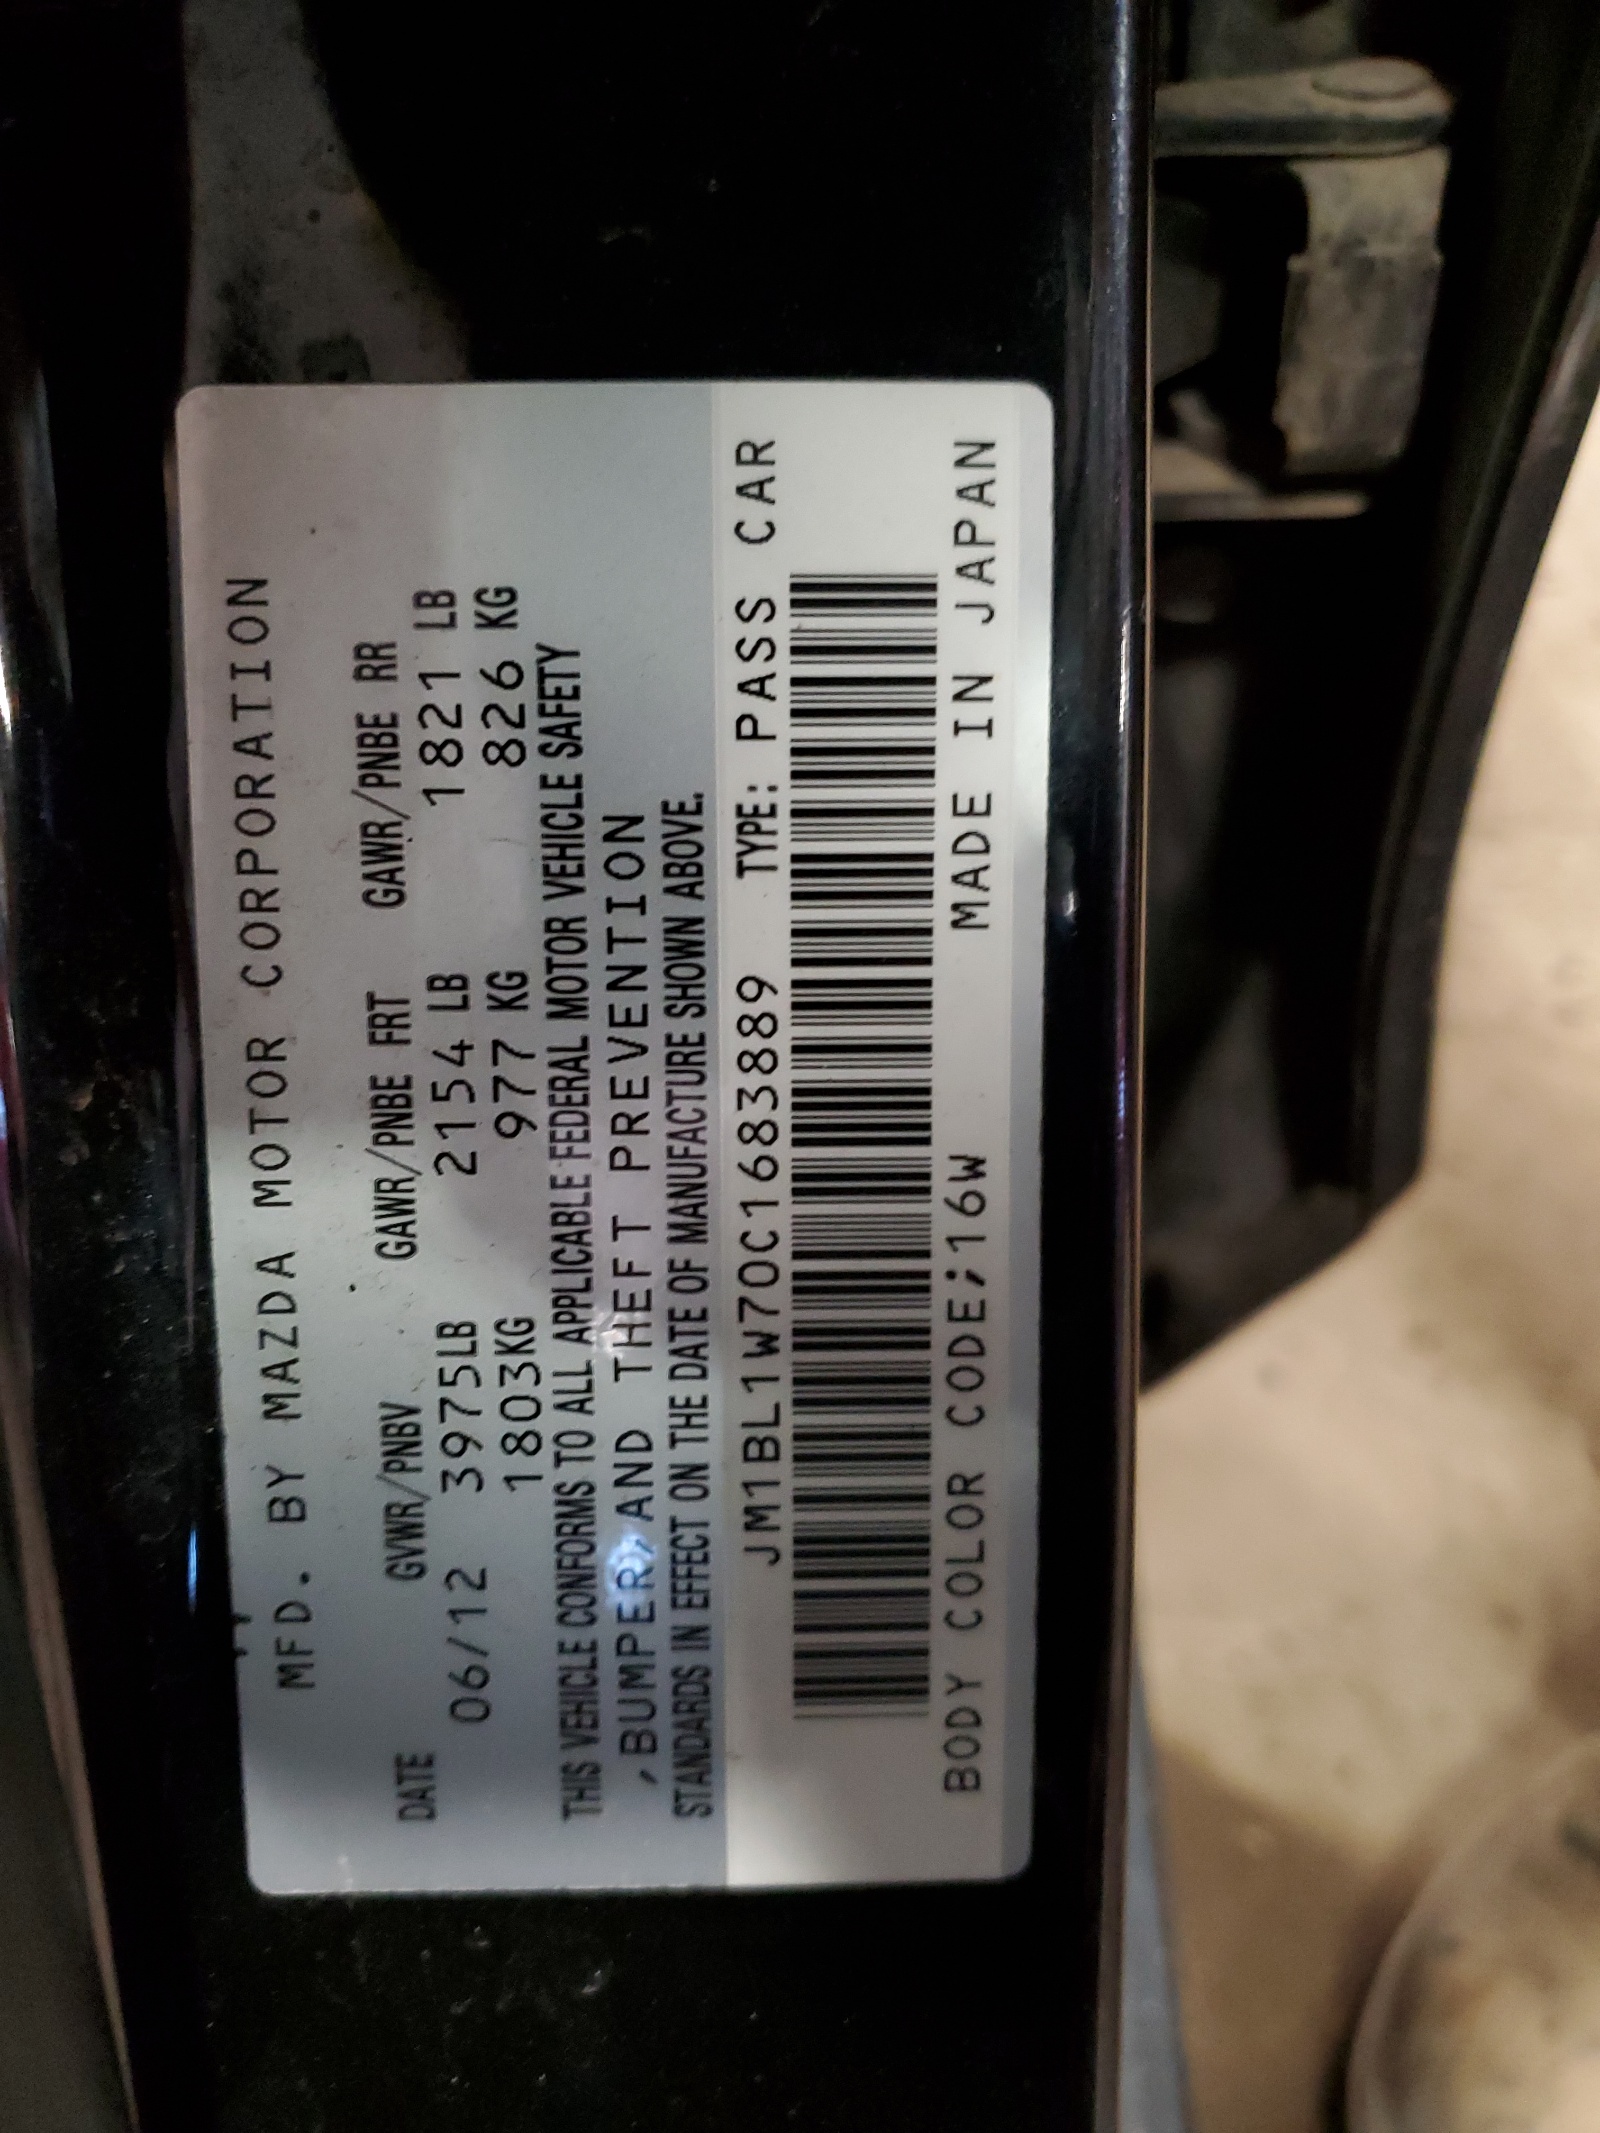 MFD. BY MAZDA MOTOR CORPORATION
DATE GVWR/PNBV GAWR/PNBE FRT GAWR/PNBE RR
06/12 3975LB 2154 LB 1821 LB
1803KG 977 KG 826 KG
THIS VEHICLE CONFORMS TO ALL APPLICABLE FEDERAL MOTOR VEHICLE SAFETY
,BUMPER,AND THEFT PREVENTION
STANDARDS IN EFFECT ON THE DATE OF MANUFACTURE SHOWN ABOVE.
JM1BL1W70C1683889 TYPE: PASS CAR
BODY COLOR CODE;16W MADE IN JAPAN